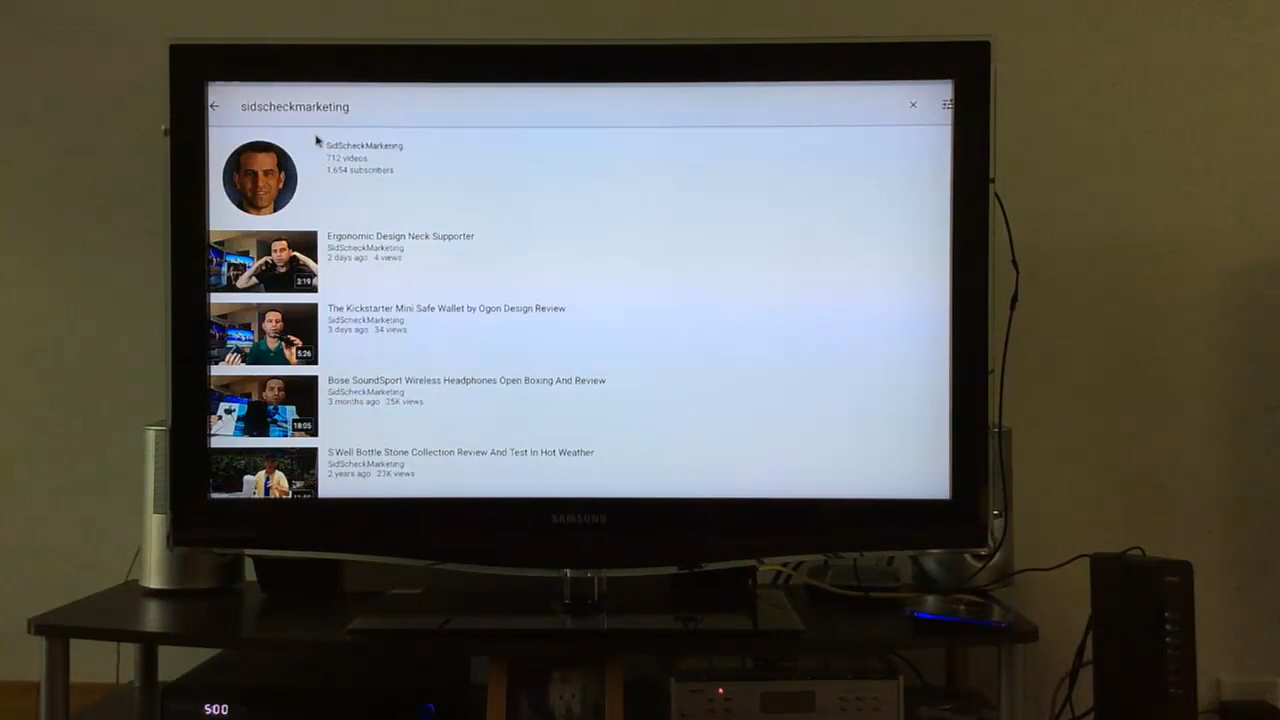 sidscheckmarketing
SidScheckMarketing
712 videos
1,654 subscribers
Ergonomic Design Neck Supporter
SidScheckMarketing
2 days ago 4 views
3:19
The Kickstarter Mini Safe Wallet by Ogon Design Review
SidScheckMarketing
3 days ago 34 views
5:26
Bose SoundSport Wireless Headphones Open Boxing And Review
SidScheckMarketing
3 months ago 25K views
18:05
S'Well Bottle Stone Collection Review And Test In Hot Weather
SidScheckMarketing
2 years ago 23K views
SAMSUNG
500